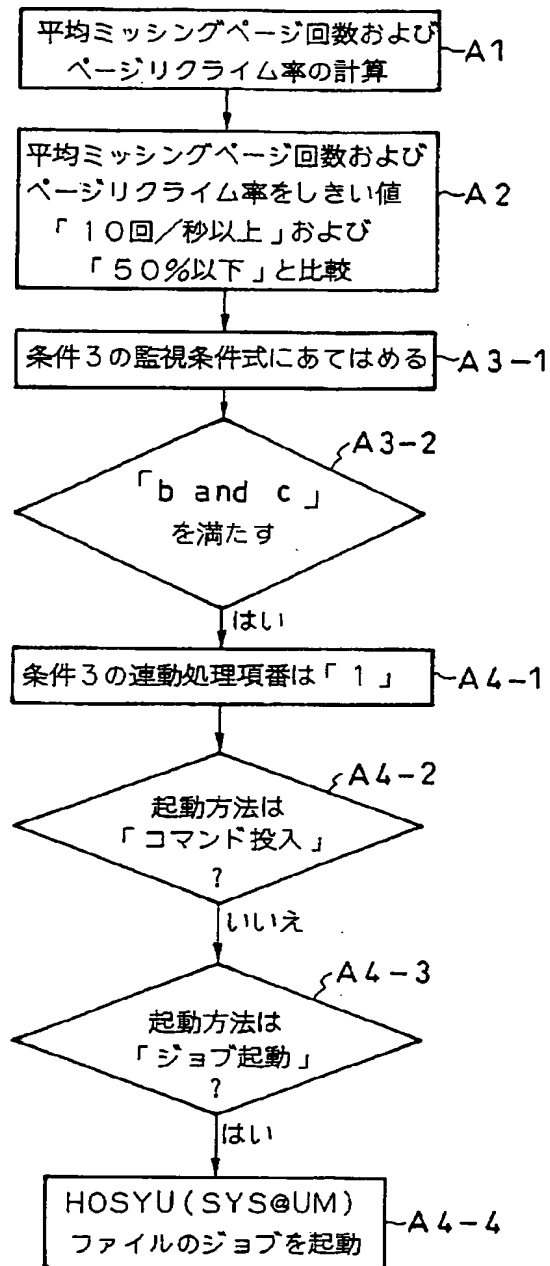 平均ミッシングページ回数および
ページリクライム率の計算
A1
平均ミッシングページ回数および
ページリクライム率をしきい値
「10回/秒以上」および
「50%以下」と比較
A2
条件3の監視条件式にあてはめる
A3-1
A3-2
「b and c」
を満たす
はい
条件3の連動処理項番は「1」
A4-1
A4-2
起動方法は
「コマンド投入」
?
いいえ
A4-3
起動方法は
「ジョブ起動」
?
はい
HOSYU(SYS@UM)
ファイルのジョブを起動
A4-4